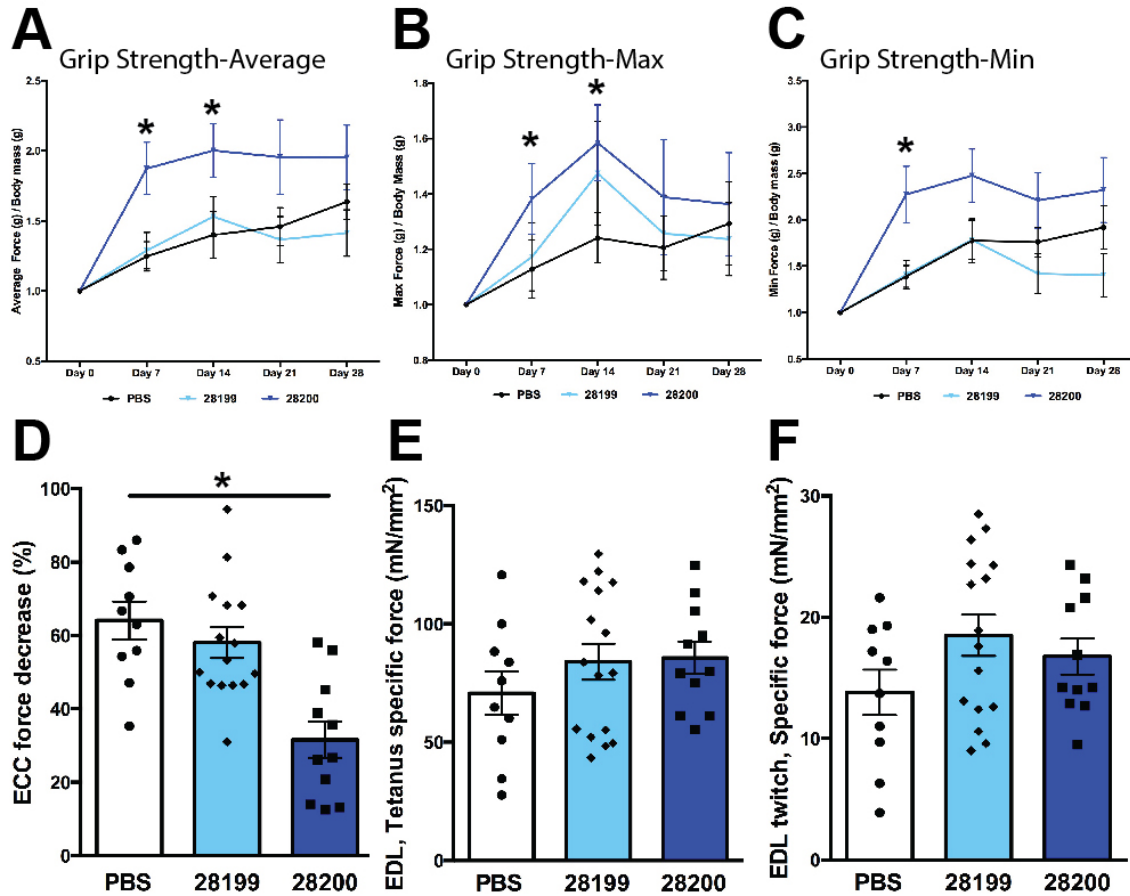 A
Grip Strength-Average
Average Force (g) / Body mass (g)
2.5
2.0
1.5
1.0
0.5
Day 0 Day 7 Day 14 Day 21 Day 28
* *
PBS 28199 28200
B
Grip Strength-Max
Max Force (g) / Body Mass (g)
1.8
1.6
1.4
1.2
1.0
0.8
Day 0 Day 7 Day 14 Day 21 Day 28
* *
PBS 28199 28200
C
Grip Strength-Min
Min Force (g) / Body mass (g)
3.5
3.0
2.5
2.0
1.5
1.0
0.5
Day 0 Day 7 Day 14 Day 21 Day 28
*
PBS 28199 28200
D
ECC force decrease (%)
100
80
60
40
20
0
*
PBS 28199 28200
E
EDL, Tetanus specific force (mN/mm²)
150
100
50
0
PBS 28199 28200
F
EDL twitch, Specific force (mN/mm²)
30
20
10
0
PBS 28199 28200